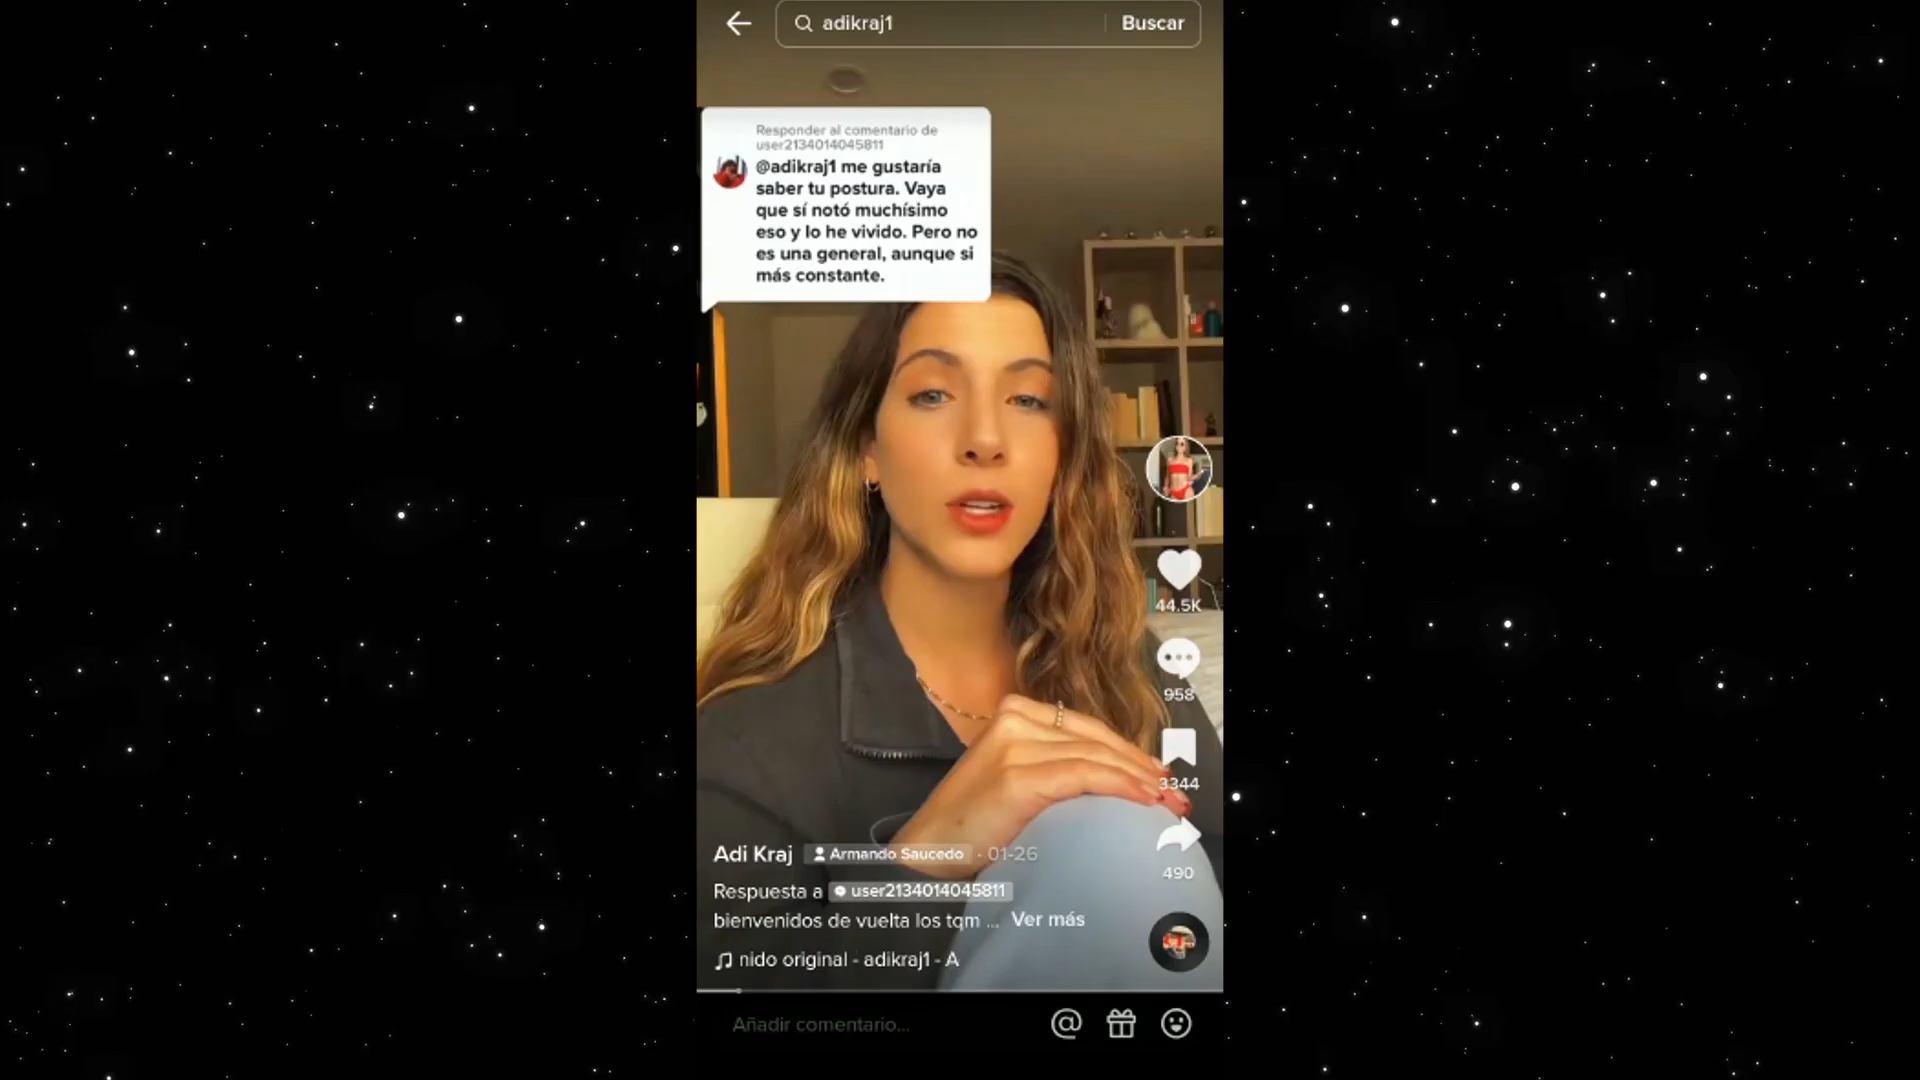 adikraj1
Buscar
Responder al comentario de
user2134014045811
@adikraj1 me gustaría
saber tu postura. Vaya
que sí notó muchísimo
eso y lo he vivido. Pero no
es una general, aunque si
más constante.
44.5K
958
3344
490
Adi Kraj Armando Saucedo · 01-26
Respuesta a user2134014045811
bienvenidos de vuelta los tqm ... Ver más
nido original - adikraj1 - A
Añadir comentario...